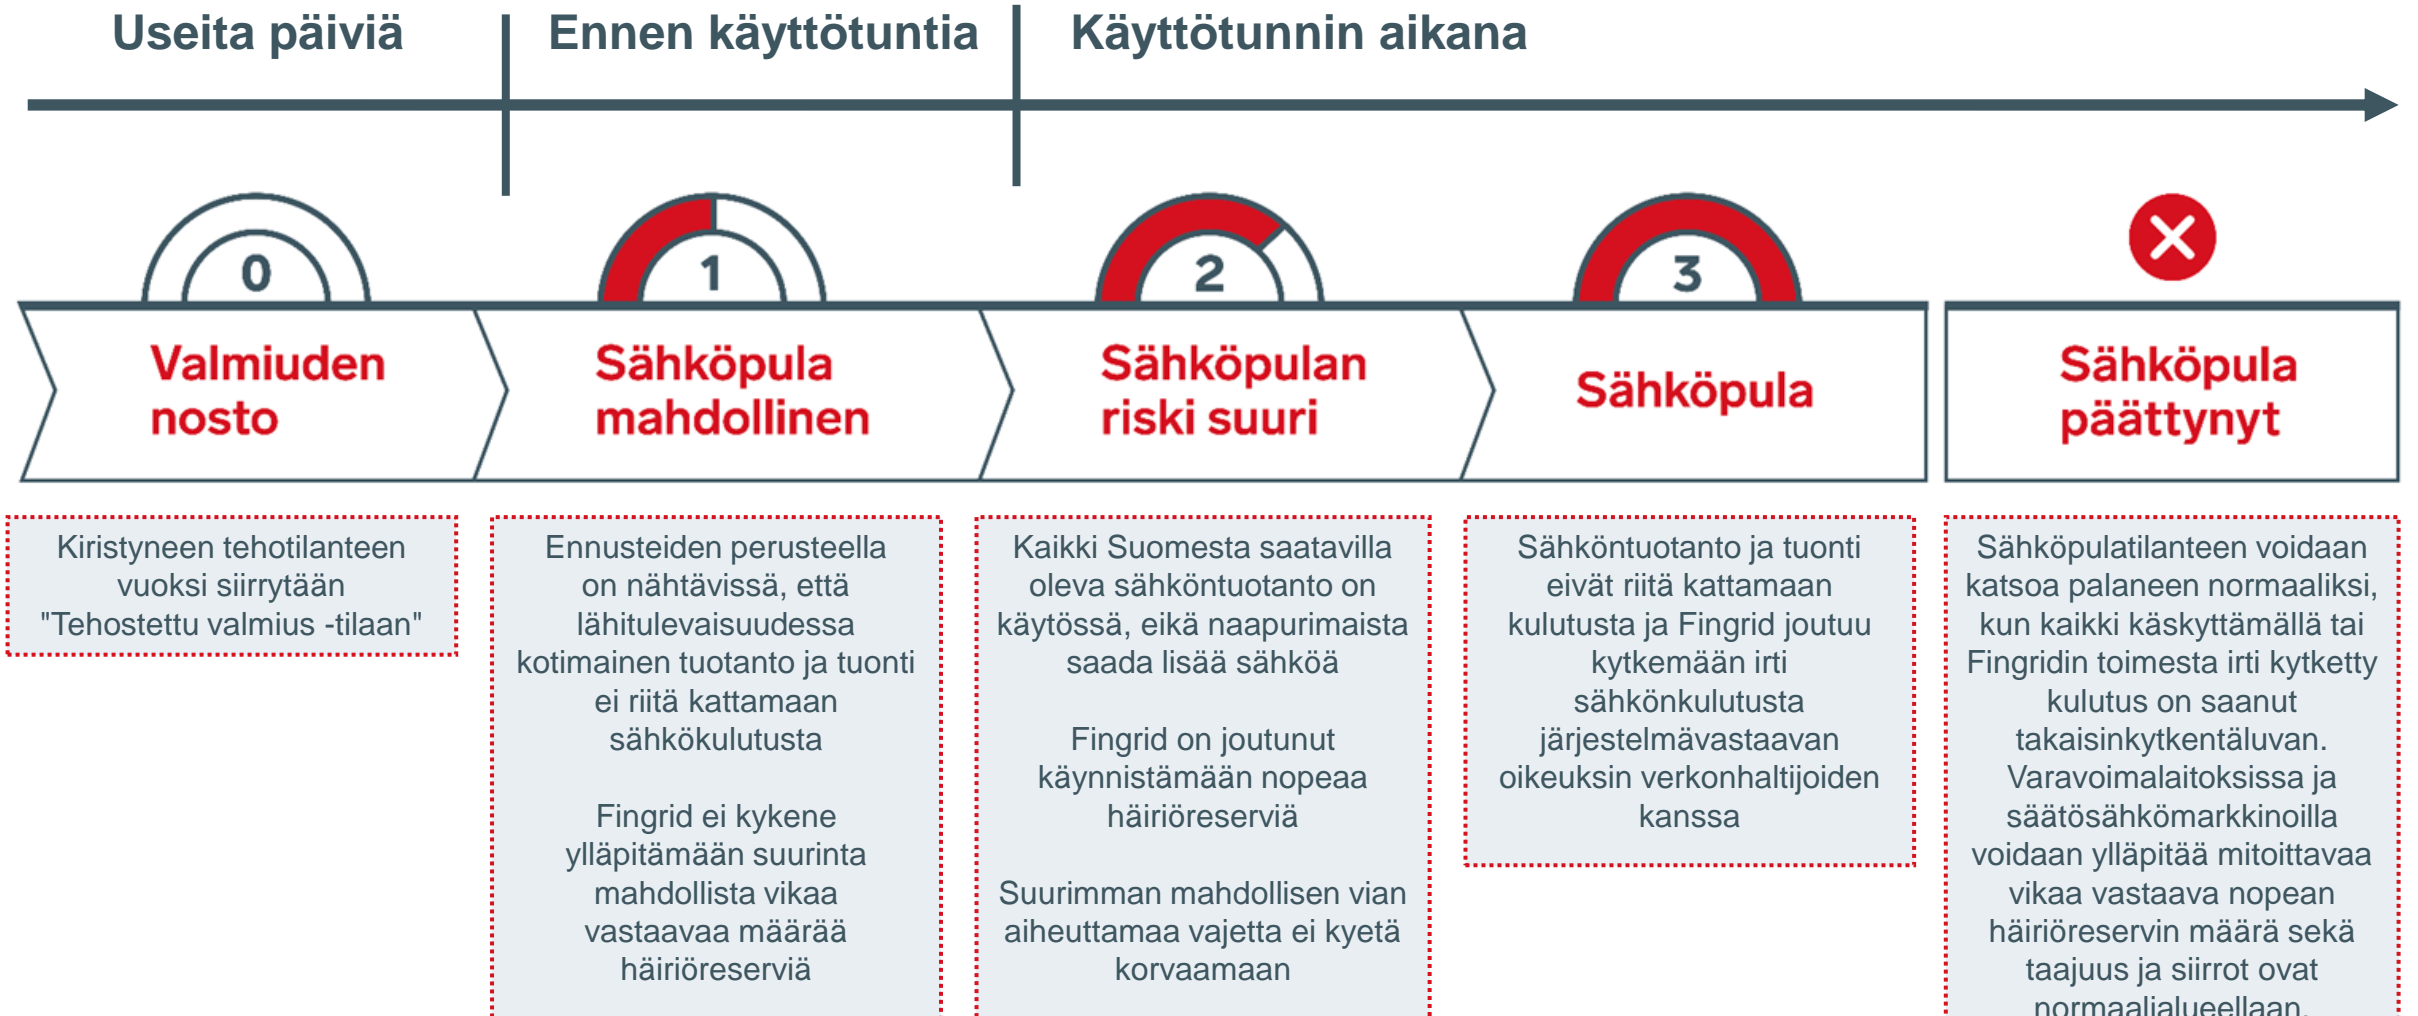 Useita päiviä
Ennen käyttötuntia
Käyttötunnin aikana
0
Valmiuden
nosto
Kiristyneen tehotilanteen
vuoksi siirrytään
"Tehostettu valmius -tilaan"
1
Sähköpula
mahdollinen
Ennusteiden perusteella
on nähtävissä, että
lähitulevaisuudessa
kotimainen tuotanto ja tuonti
ei riitä kattamaan
sähkökulutusta
Fingrid ei kykene
ylläpitämään suurinta
mahdollista vikaa
vastaavaa määrää
häiriöreserviä
2
Sähköpulan
riski suuri
Kaikki Suomesta saatavilla
oleva sähköntuotanto on
käytössä, eikä naapurimaista
saada lisää sähköä
Fingrid on joutunut
käynnistämään nopeaa
häiriöreserviä
Suurimman mahdollisen vian
aiheuttamaa vajetta ei kyetä
korvaamaan
3
Sähköpula
Sähköntuotanto ja tuonti
eivät riitä kattamaan
kulutusta ja Fingrid joutuu
kytkemään irti
sähkönkulutusta
järjestelmävastaavan
oikeuksin verkonhaltijoiden
kanssa
Sähköpula
päättynyt
Sähköpulatilanteen voidaan
katsoa palaneen normaaliksi,
kun kaikki käskyttämällä tai
Fingridin toimesta irti kytketty
kulutus on saanut
takaisinkytkentäluvan.
Varavoimalaitoksissa ja
säätösähkömarkkinoilla
voidaan ylläpitää mitoittavaa
vikaa vastaava nopean
häiriöreservin määrä sekä
taajuus ja siirrot ovat
normaalialueellaan.